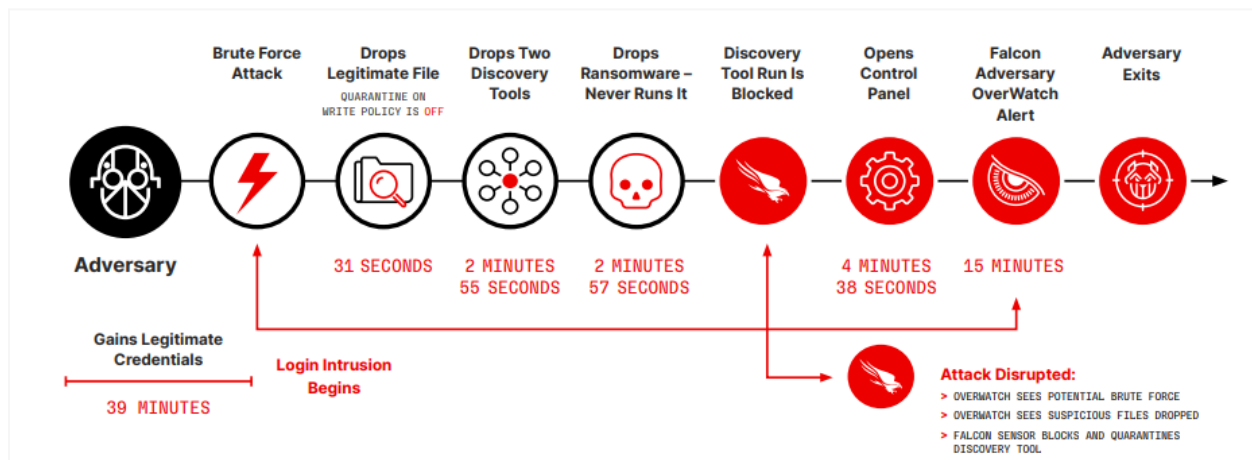 Brute Force
Attack
Drops
Legitimate File
QUARANTINE ON
WRITE POLICY IS OFF
Drops Two
Discovery
Tools
Drops
Ransomware –
Never Runs It
Discovery
Tool Run Is
Blocked
Opens
Control
Panel
Falcon
Adversary
OverWatch
Alert
Adversary
Exits
Adversary
31 SECONDS
2 MINUTES
55 SECONDS
2 MINUTES
57 SECONDS
4 MINUTES
38 SECONDS
15 MINUTES
Gains Legitimate
Credentials
39 MINUTES
Login Intrusion
Begins
Attack Disrupted:
> OVERWATCH SEES POTENTIAL BRUTE FORCE
> OVERWATCH SEES SUSPICIOUS FILES DROPPED
> FALCON SENSOR BLOCKS AND QUARANTINES
DISCOVERY TOOL